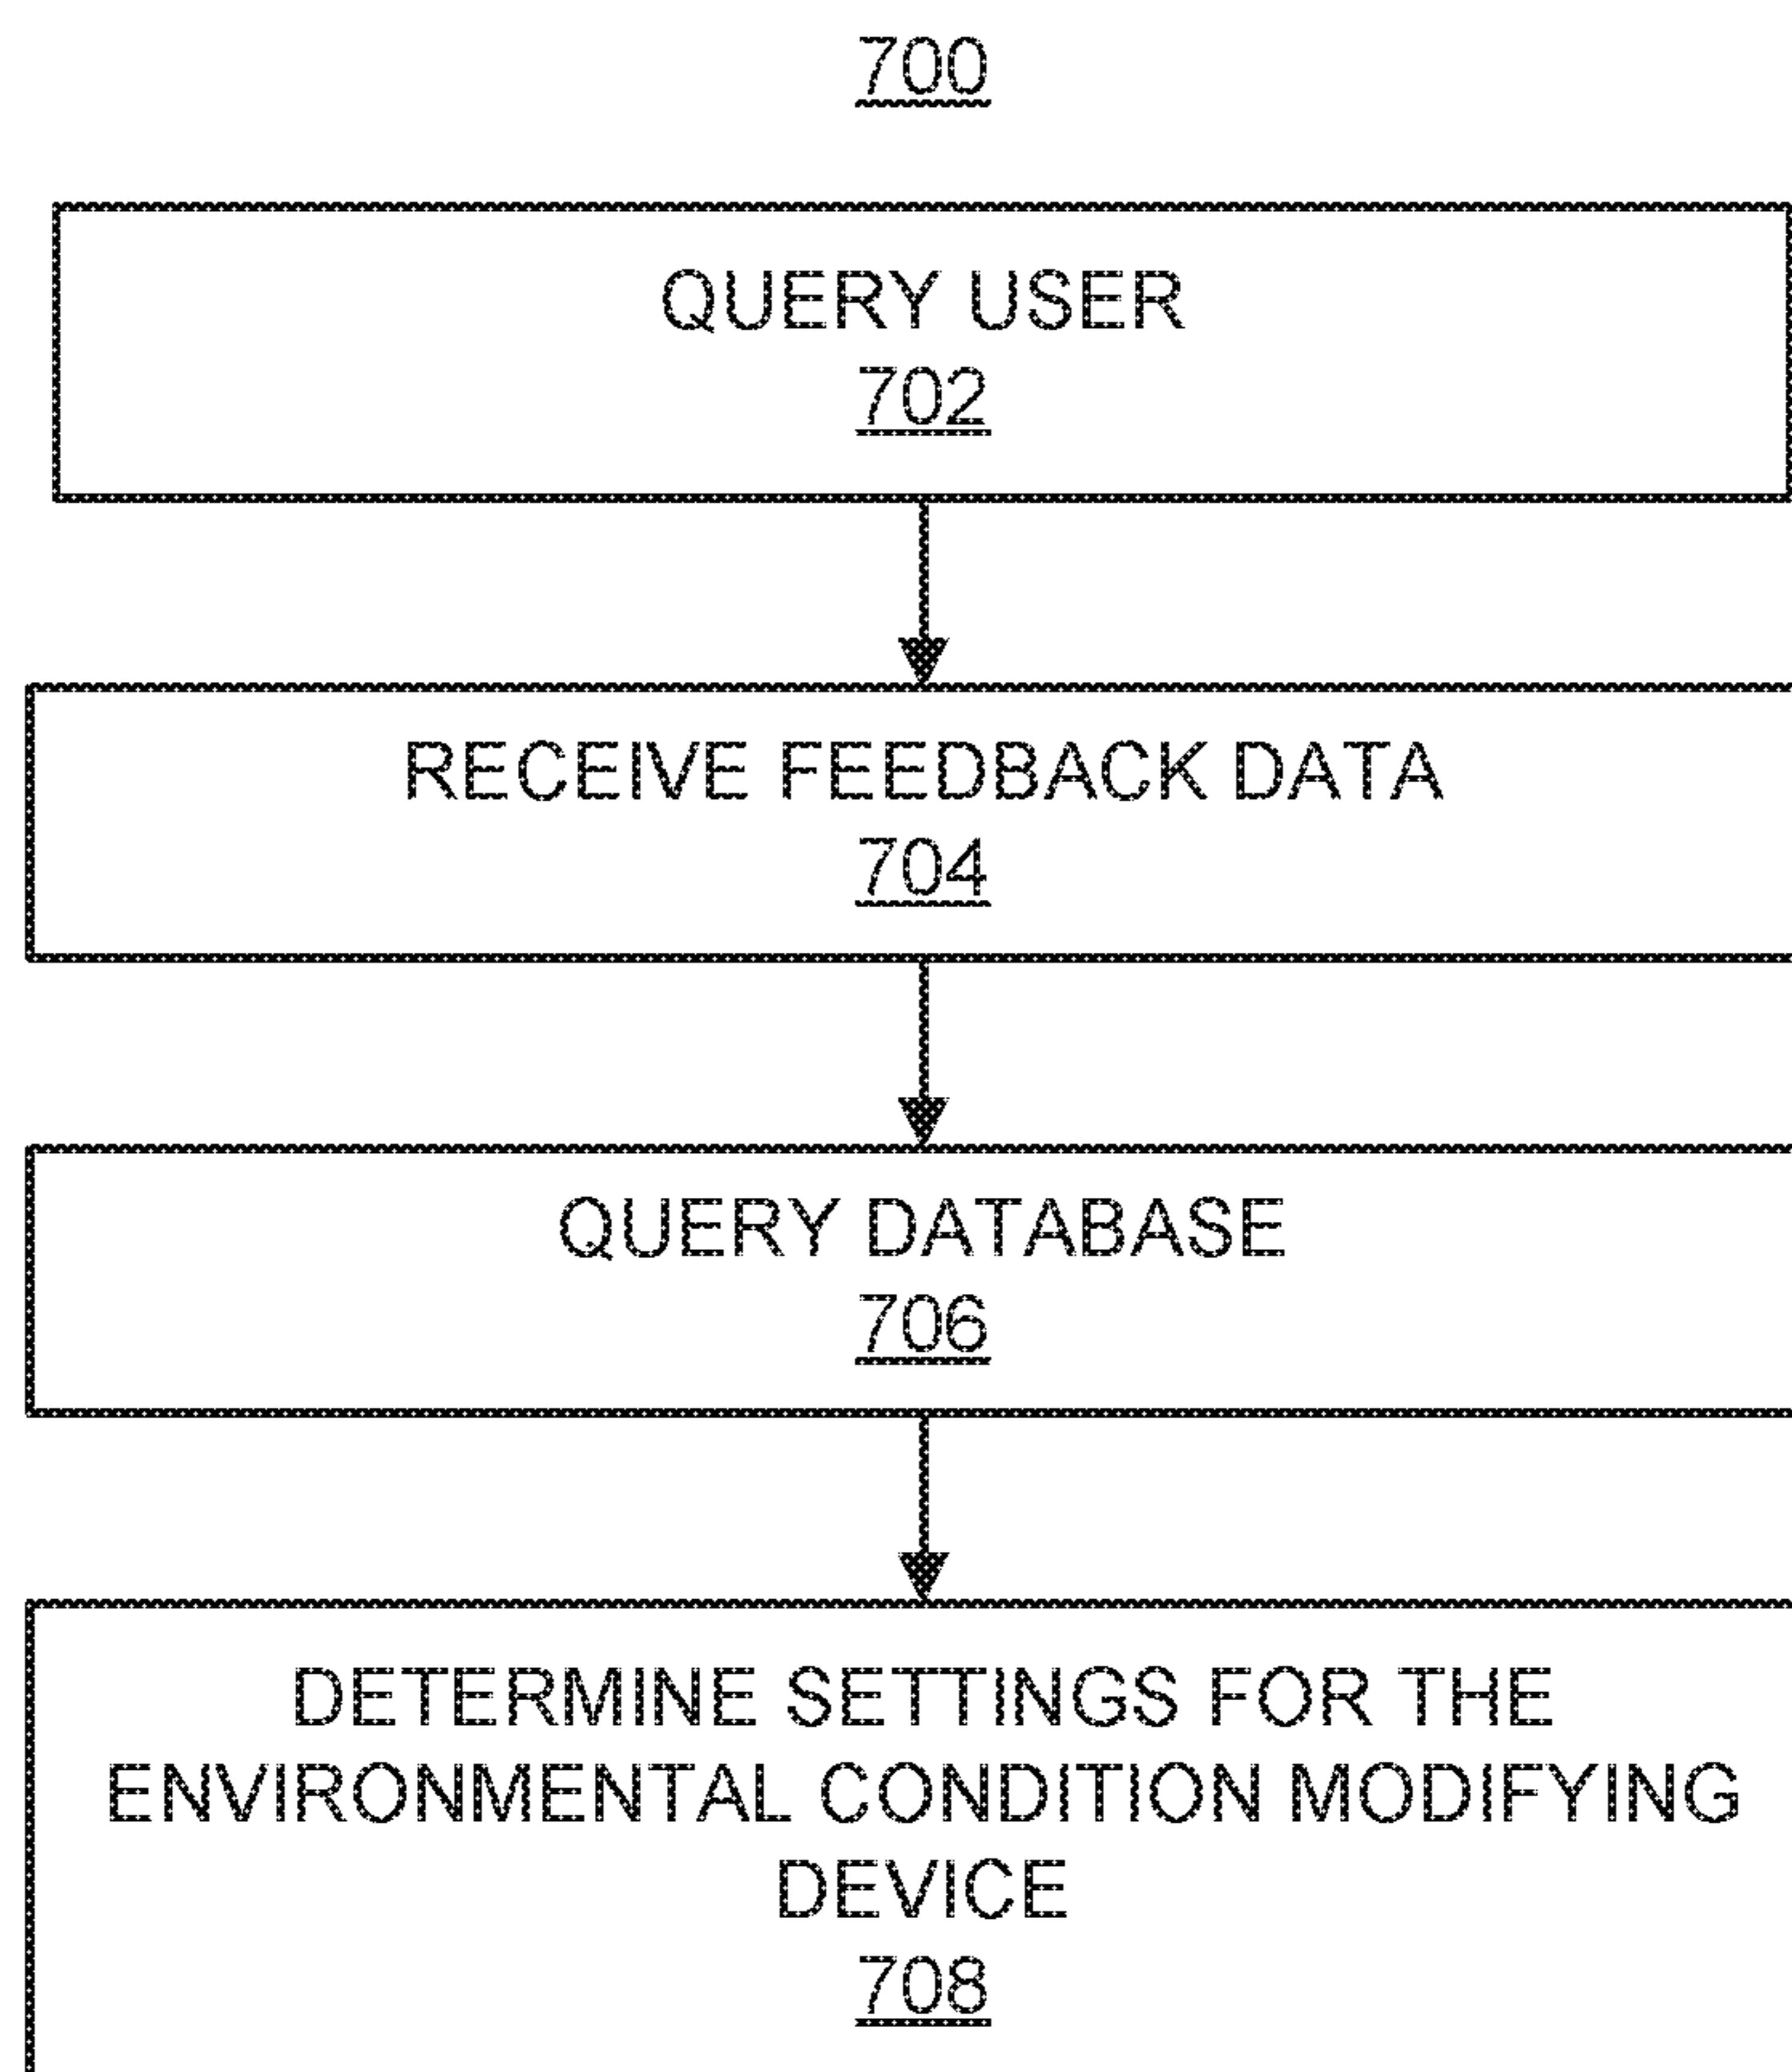 700
QUERY USER
702
RECEIVE FEEDBACK DATA
704
QUERY DATABASE
706
DETERMINE SETTINGS FOR THE
ENVIRONMENTAL CONDITION MODIFYING
DEVICE
708